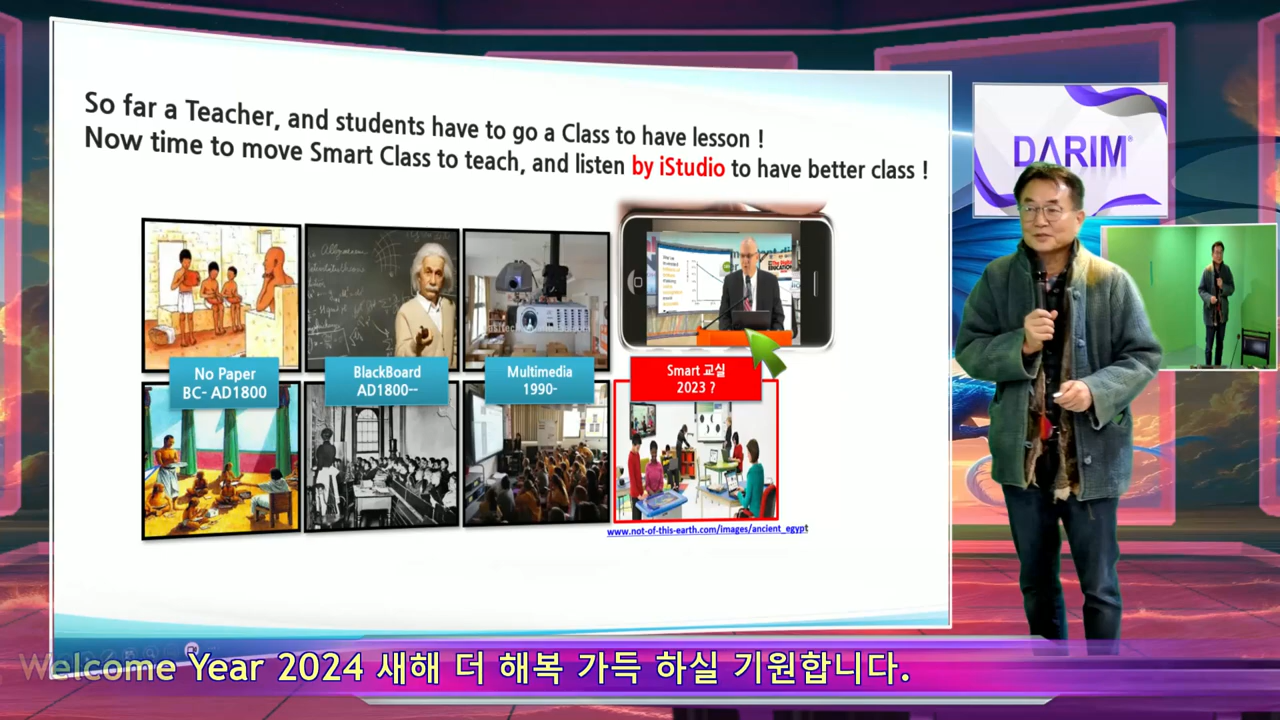 So far a Teacher, and students have to go a Class to have lesson !
Now time to move Smart Class to teach, and listen by iStudio to have better class !
DARIM®
No Paper
BC- AD1800
BlackBoard
AD1800--
Multimedia
1990-
Smart 교실
2023 ?
www.not-of-this-earth.com/images/ancient_egypt
Welcome Year 2024 새해 더 해복 가득 하실 기원합니다.